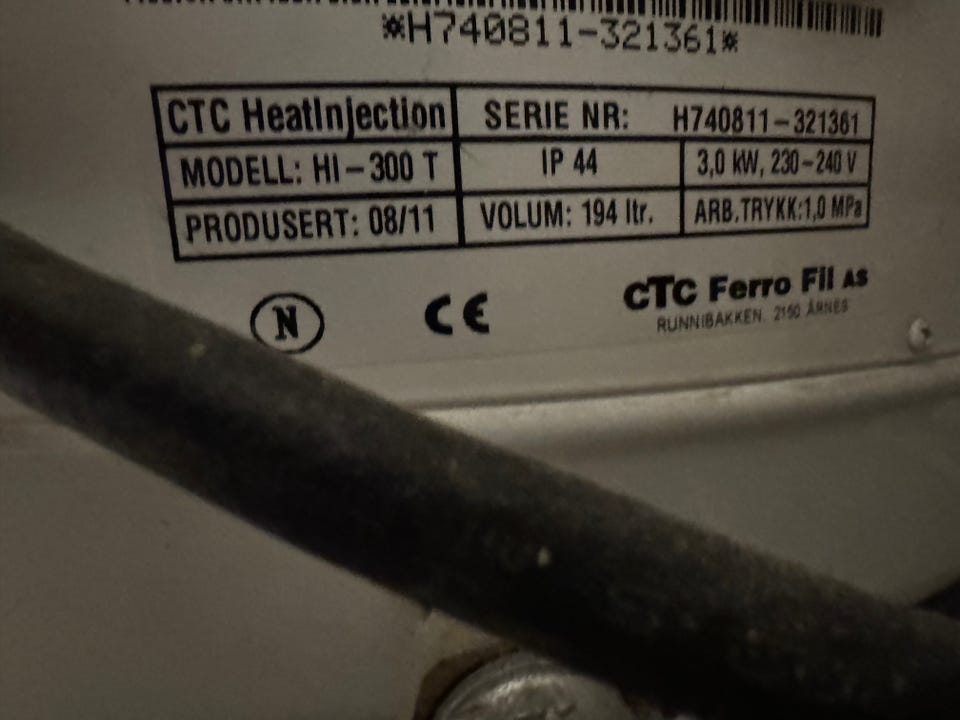 *H740811-321361*
CTC HeatInjection SERIE NR: H740811-321361
MODELL: HI-300 T IP 44 3,0 kW, 230-240 V
PRODUSERT: 08/11 VOLUM: 194 ltr. ARB.TRYKK:1,0 MPa
N CE CTC Ferro Fil AS
RUNNIBAKKEN. 2150 ÅRNES